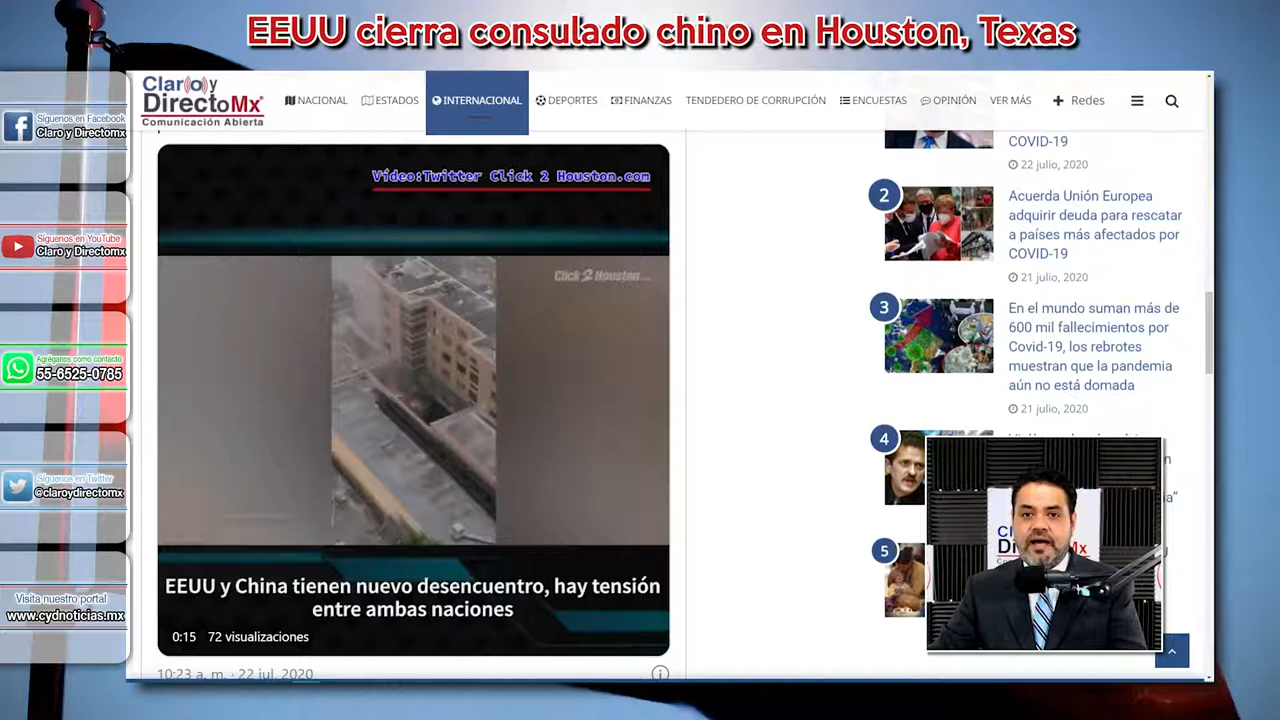 EEUU cierra consulado chino en Houston, Texas
Claro y
DirectoMx
Comunicación Abierta
NACIONAL
ESTADOS
INTERNACIONAL
DEPORTES
FINANZAS
TENDEDERO DE CORRUPCIÓN
ENCUESTAS
OPINIÓN
VER MÁS
Redes
Síguenos en Facebook
Claro y Directomx
Síguenos en YouTube
Claro y Directomx
Agréganos como contacto
55-6525-0785
Síguenos en Twitter
@claroydirectomx
Visita nuestro portal
www.cydnoticias.mx
Vídeo:Twitter Click 2 Houston.com
Click2Houston.com
EEUU y China tienen nuevo desencuentro, hay tensión
entre ambas naciones
0:15 72 visualizaciones
10:23 a. m. · 22 jul. 2020
COVID-19
22 julio, 2020
2
Acuerda Unión Europea
adquirir deuda para rescatar
a países más afectados por
COVID-19
21 julio, 2020
3
En el mundo suman más de
600 mil fallecimientos por
Covid-19, los rebrotes
muestran que la pandemia
aún no está domada
21 julio, 2020
4
5